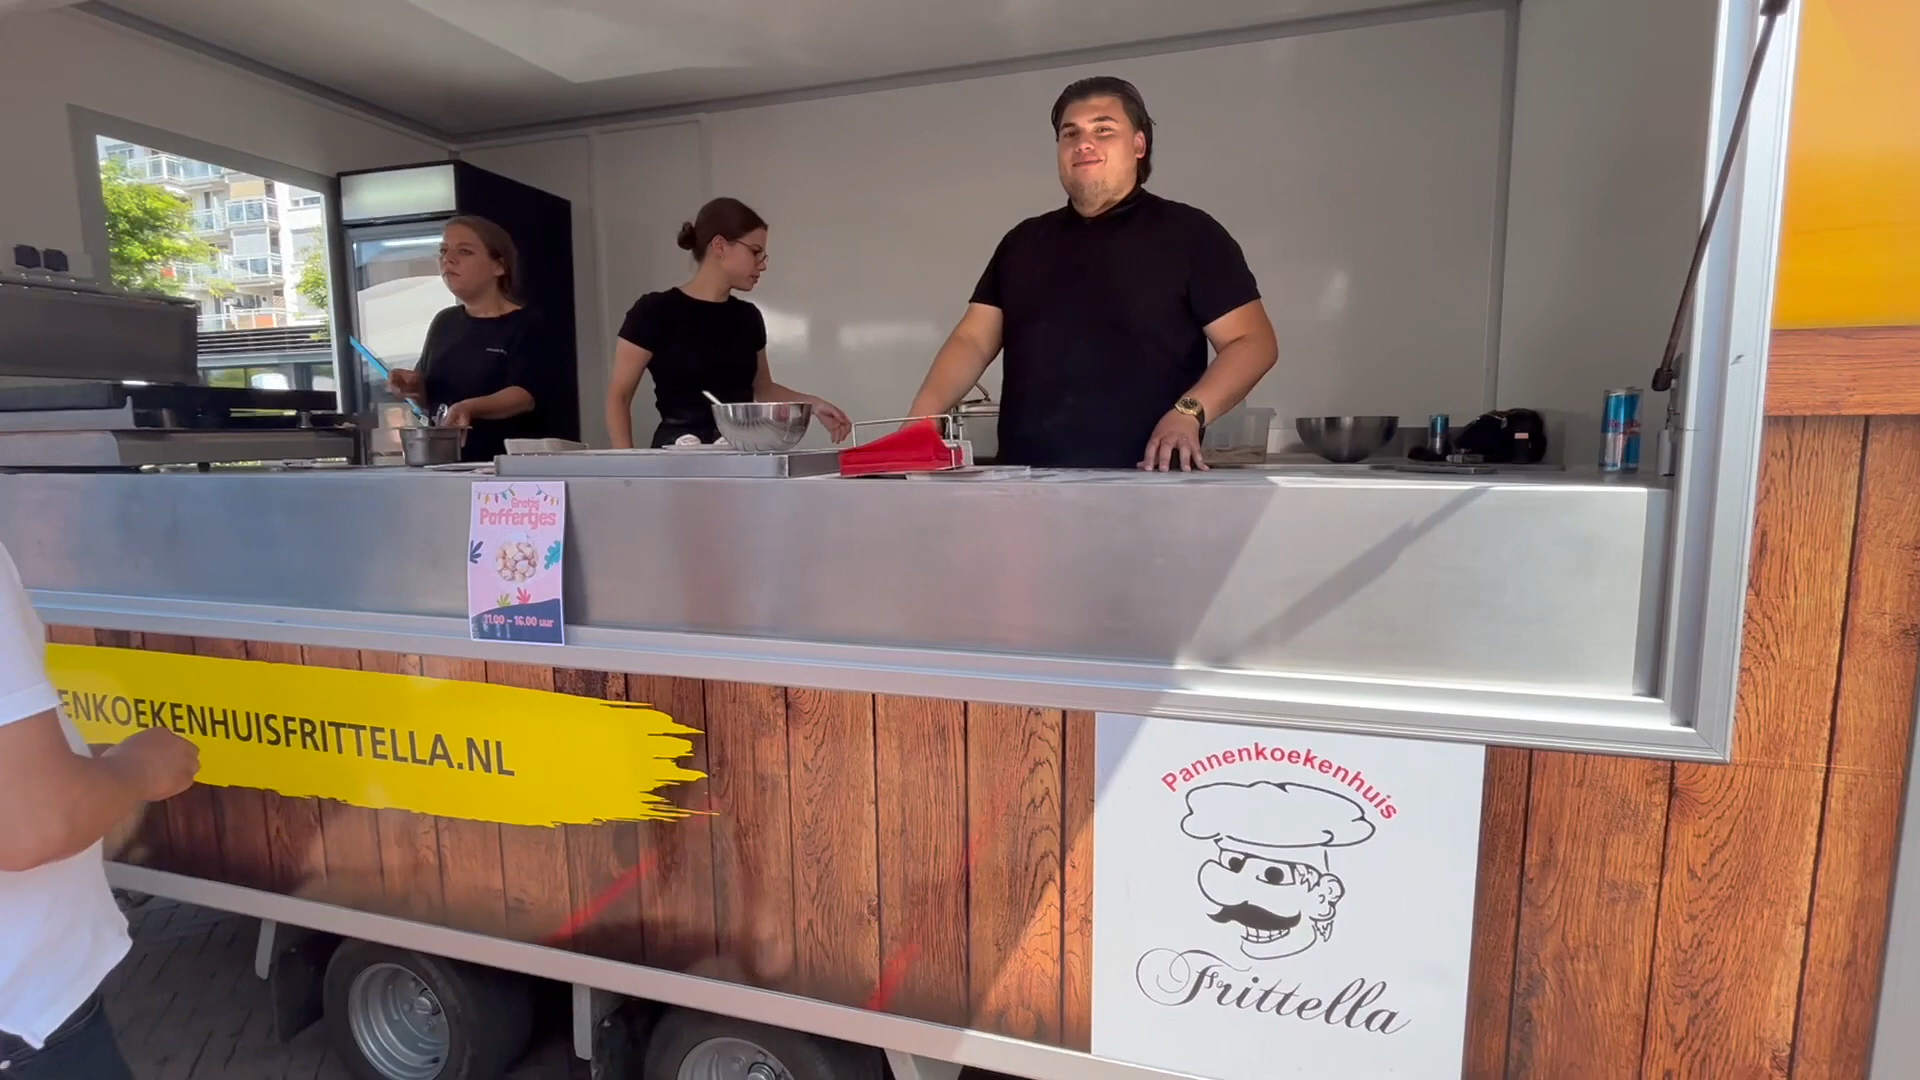 Gratis
Poffertjes
11.00 - 16.00 uur
ENKOEKENHUISFRITTELLA.NL
Pannenkoekenhuis
Frittella